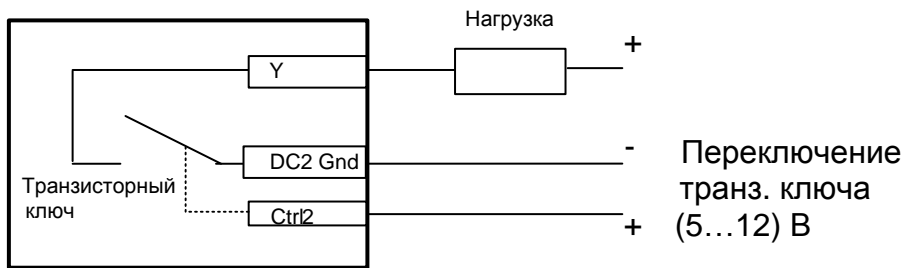 Нагрузка
+
Y
-
DC2 Gnd
Переключение
транз. ключа
(5…12) В
Транзисторный
ключ
Ctrl2
+